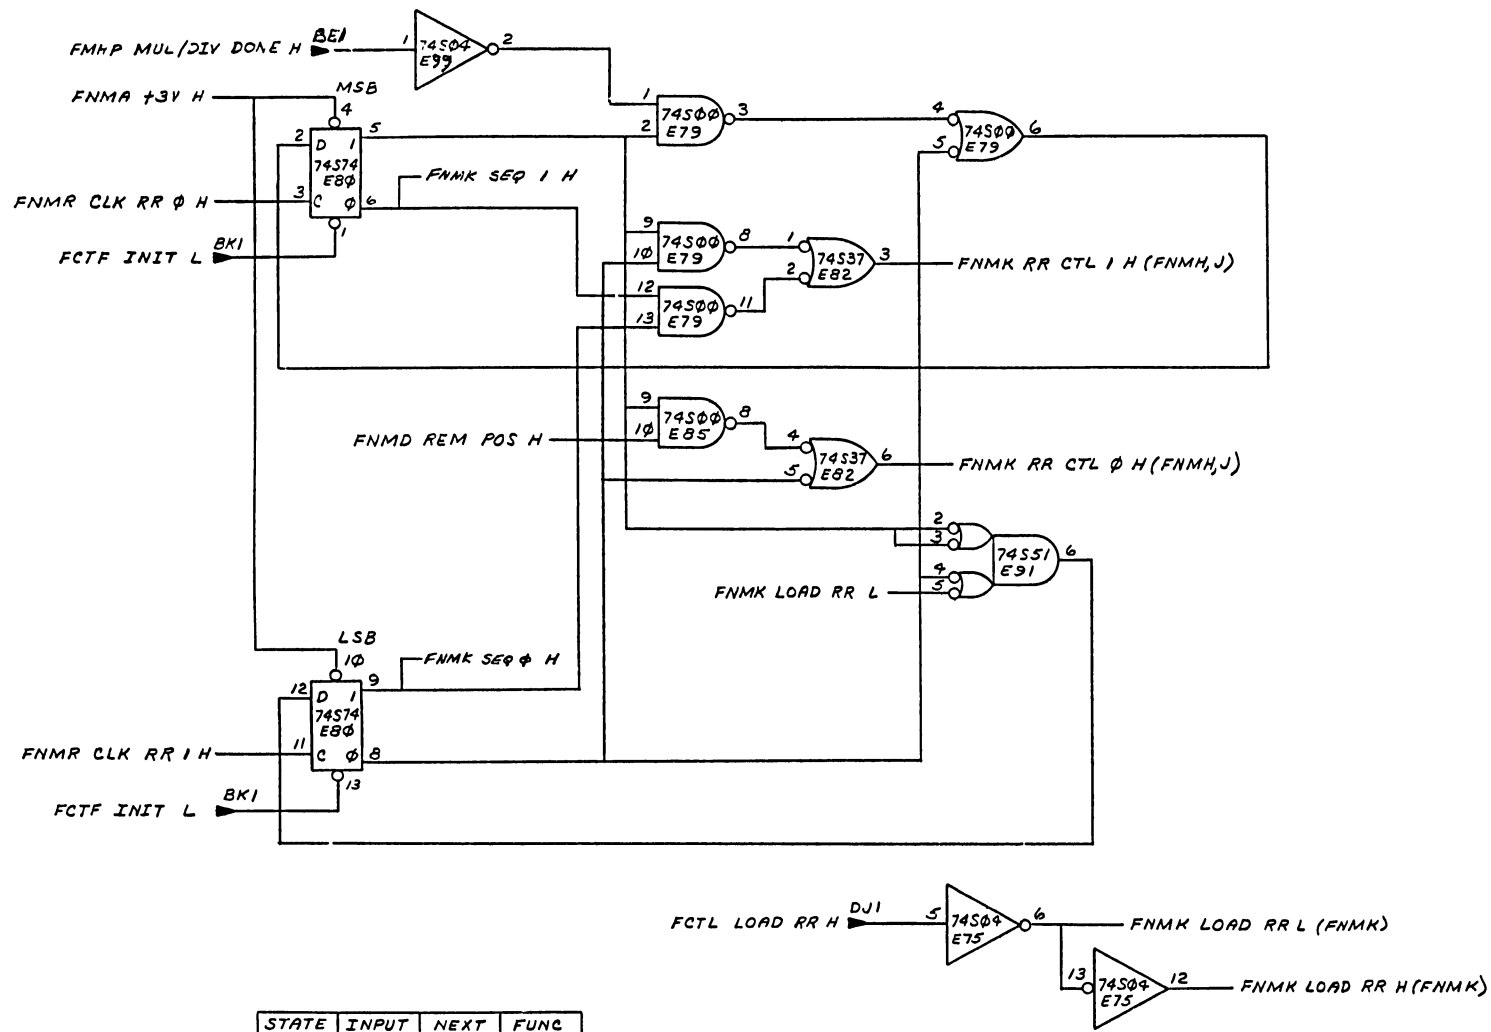 FMHP MUL/DIV DONE H BE1 1 74S04 E99 2
FNMA +3V H
MSB
4
2 D 1 5
74S74
E8Ø
FNMR CLK RR Ø H 3 C Ø 6
FNMK SEQ 1 H
FCTF INIT L BK1 1
1 2 74SØØ E79 3
4 5 74SØØ E79 6
9 1Ø 74SØØ E79 8
12 13 74SØØ E79 11
1 2 74S37 E82 3
FNMK RR CTL 1 H (FNMH,J)
FNMD REM POS H
9 1Ø 74SØØ E85 8
4 5 74S37 E82 6
FNMK RR CTL Ø H (FNMH,J)
2 3 4 5 74S51 E91 6
FNMK LOAD RR L
LSB
1Ø
12 D 1 9
74S74
E8Ø
FNMK SEQ Ø H
FNMR CLK RR 1 H 11 C Ø 8
FCTF INIT L BK1 13
FCTL LOAD RR H DJ1 5 74SØ4 E75 6
FNMK LOAD RR L (FNMK)
13 74SØ4 E75 12
FNMK LOAD RR H (FNMK)
STATE INPUT NEXT FUNC